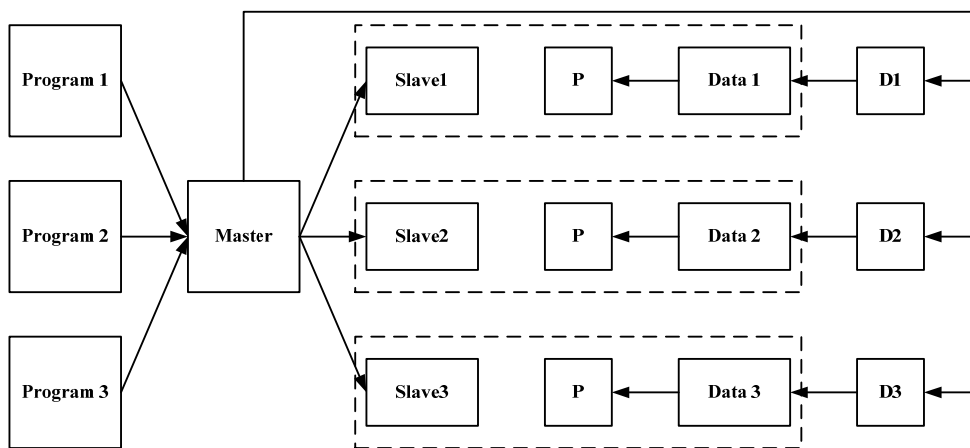 Program 1
Slave1
P
Data 1
D1
Program 2
Master
Slave2
P
Data 2
D2
Program 3
Slave3
P
Data 3
D3